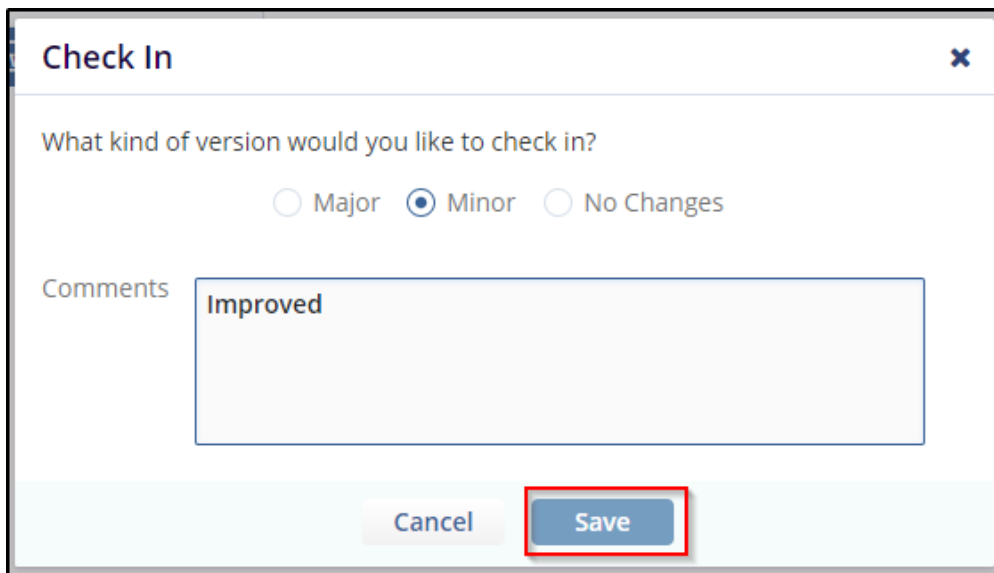 Check In
What kind of version would you like to check in?
Major Minor No Changes
Comments
Improved
Cancel Save